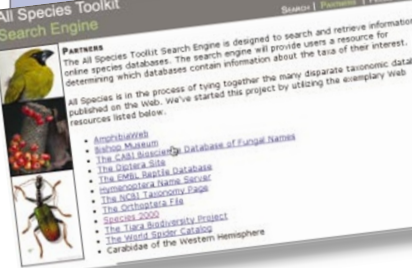 All Species Toolkit
Search Engine
SEARCH | PARTNERS |
PARTNERS
The All Species Toolkit Search Engine is designed to search and retrieve information
online species databases. The search engine will provide users a resource for
determining which databases contain information about the taxa of their interest.
All Species is in the process of tying together the many disparate taxonomic
published on the Web. We've started this project by utilizing the exemplary Web
resources listed below.
• AmphibiaWeb
• Bishop Museum
• The CABI Bioscience Database of Fungal Names
• The Diptera Site
• The EMBL Reptile Database
• Hymenoptera Name Server
• The NCBI Taxonomy Page
• The Orthoptera File
• Species 2000
• The Tiara Biodiversity Project
• The World Spider Catalog
• Carabidae of the Western Hemisphere